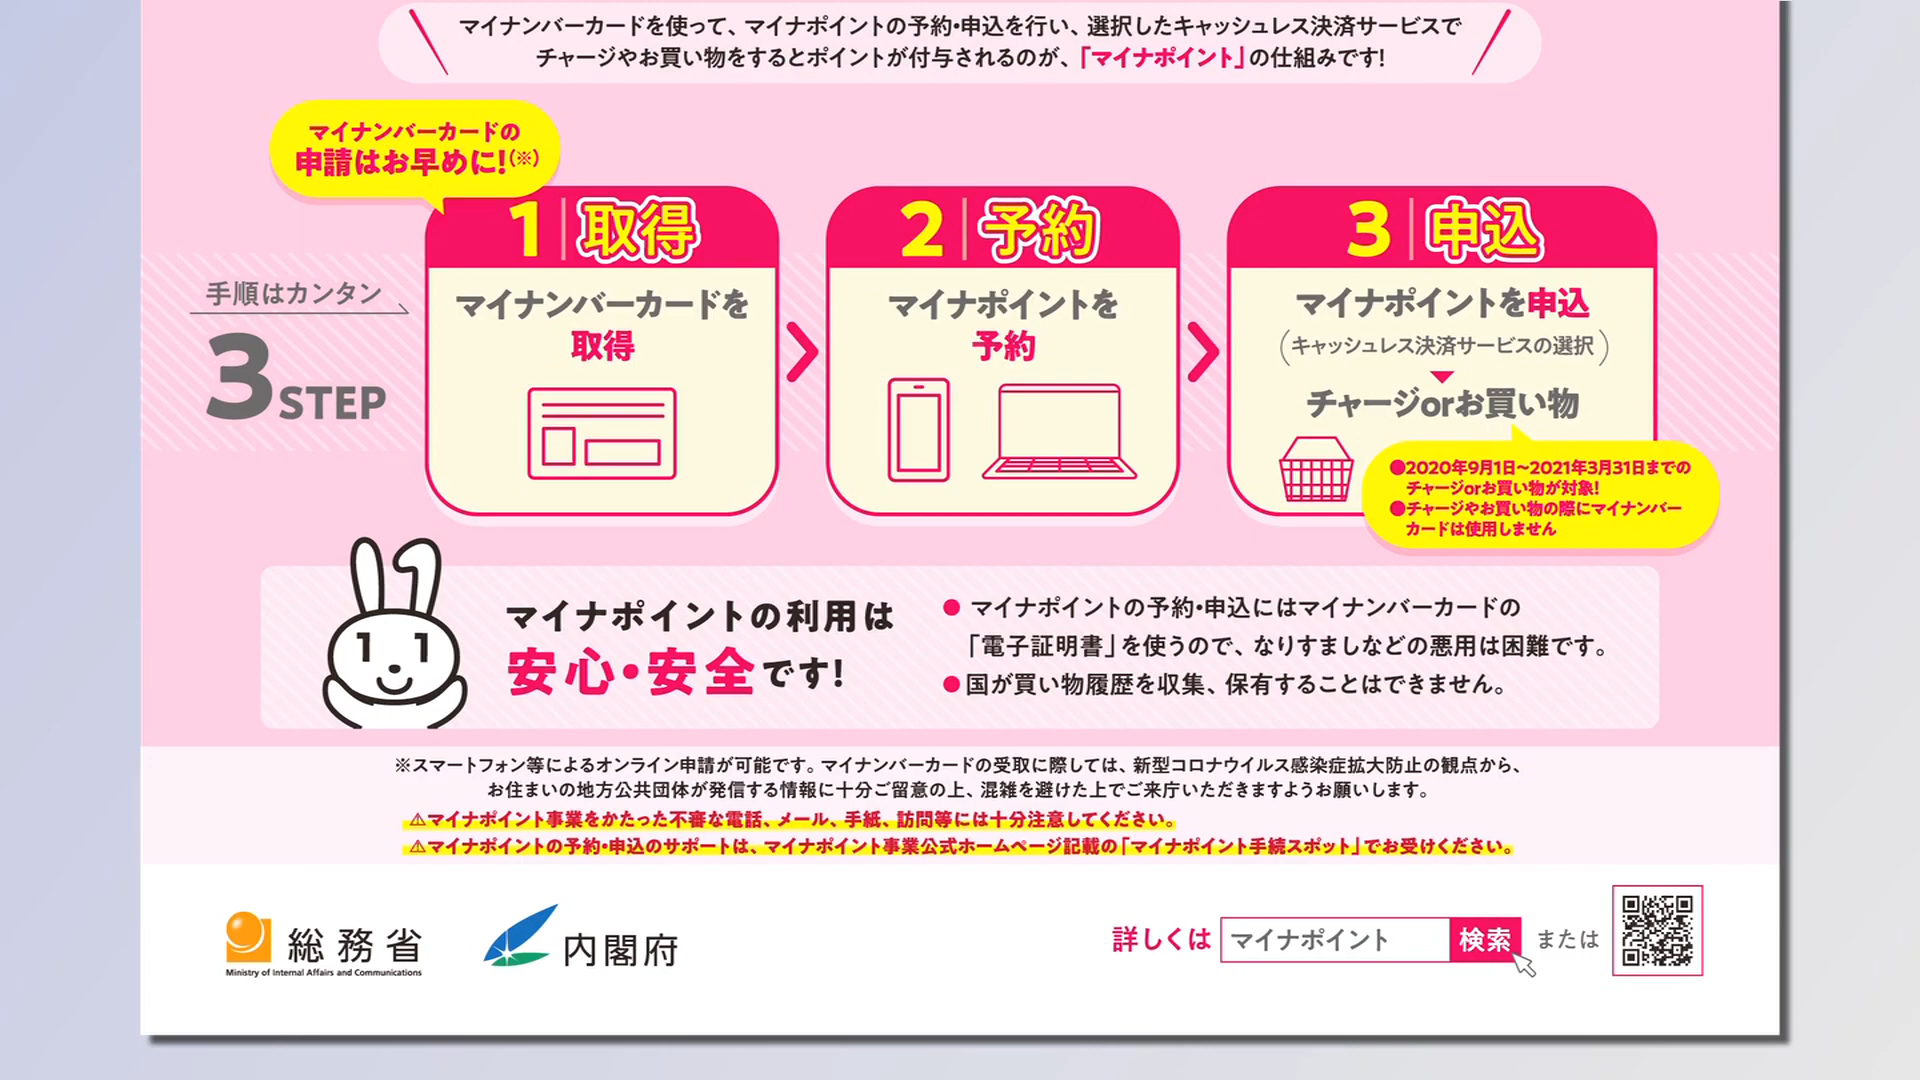 マイナンバーカードを使って、マイナポイントの予約・申込を行い、選択したキャッシュレス決済サービスで
チャージやお買い物をするとポイントが付与されるのが、「マイナポイント」の仕組みです!
マイナンバーカードの
申請はお早めに!(※)
手順はカンタン
3STEP
1 取得
マイナンバーカードを
取得
2 予約
マイナポイントを
予約
3 申込
マイナポイントを申込
(キャッシュレス決済サービスの選択)
チャージorお買い物
●2020年9月1日~2021年3月31日までの
チャージorお買い物が対象!
●チャージやお買い物の際にマイナンバー
カードは使用しません
マイナポイントの利用は
安心・安全です!
● マイナポイントの予約・申込にはマイナンバーカードの
「電子証明書」を使うので、なりすましなどの悪用は困難です。
●国が買い物履歴を収集、保有することはできません。
※スマートフォン等によるオンライン申請が可能です。マイナンバーカードの受取に際しては、新型コロナウイルス感染症拡大防止の観点から、
お住まいの地方公共団体が発信する情報に十分ご留意の上、混雑を避けた上でご来庁いただきますようお願いします。
⚠マイナポイント事業をかたった不審な電話、メール、手紙、訪問等には十分注意してください。
⚠マイナポイントの予約・申込のサポートは、マイナポイント事業公式ホームページ記載の「マイナポイント手続スポット」でお受けください。
総務省
Ministry of Internal Affairs and Communications
内閣府
詳しくは マイナポイント 検索 または